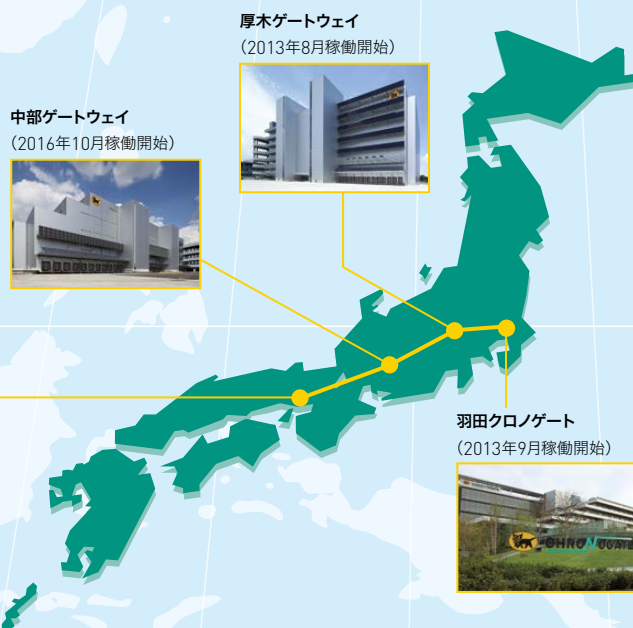 厚木ゲートウェイ
（2013年8月稼働開始）
中部ゲートウェイ
（2016年10月稼働開始）
羽田クロノゲート
（2013年9月稼働開始）
CHRONOGATE